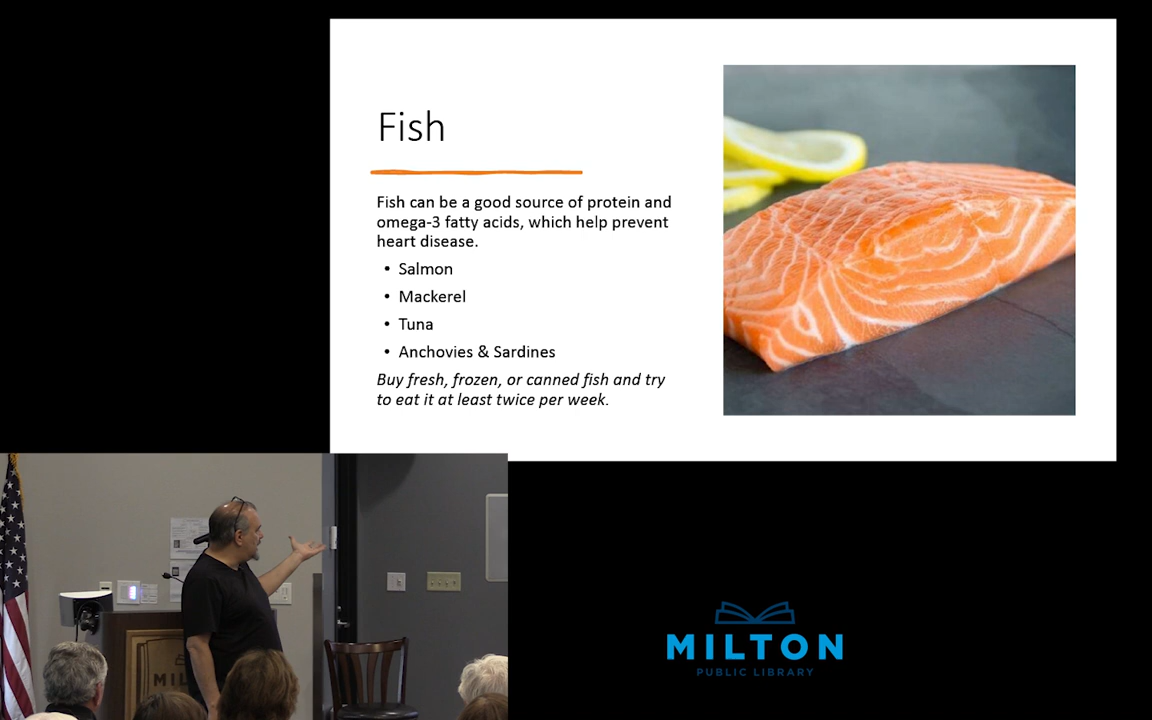 Fish
Fish can be a good source of protein and
omega-3 fatty acids, which help prevent
heart disease.
• Salmon
• Mackerel
• Tuna
• Anchovies & Sardines
Buy fresh, frozen, or canned fish and try
to eat it at least twice per week.
MIL
MILTON
PUBLIC LIBRARY